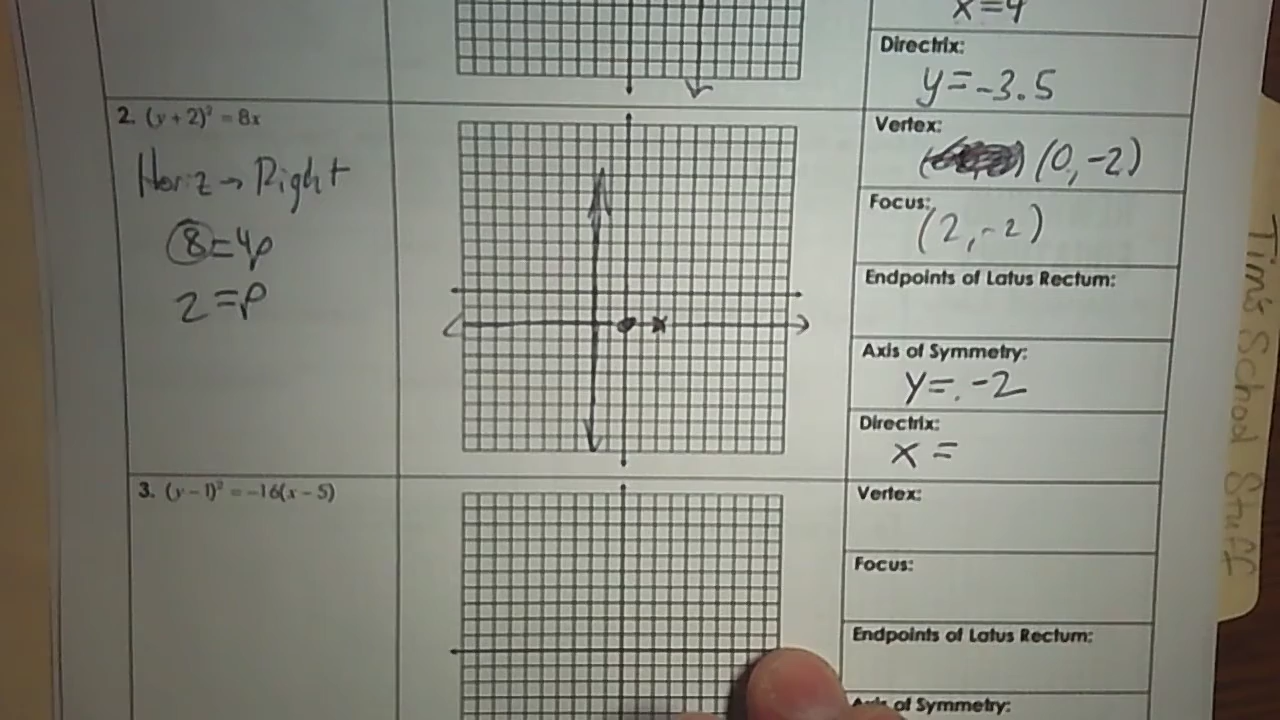 x=4
Directrix:
y=-3.5
2. (y + 2)² = 8x
Horiz → Right
8=4p
2=p
Vertex:
(0,-2)
Focus:
(2,-2)
Endpoints of Latus Rectum:
Axis of Symmetry:
y=-2
Directrix:
x=
3. (y - 1)² = -16(x - 5)
Vertex:
Focus:
Endpoints of Latus Rectum:
Axis of Symmetry:
Tim's School Stuff